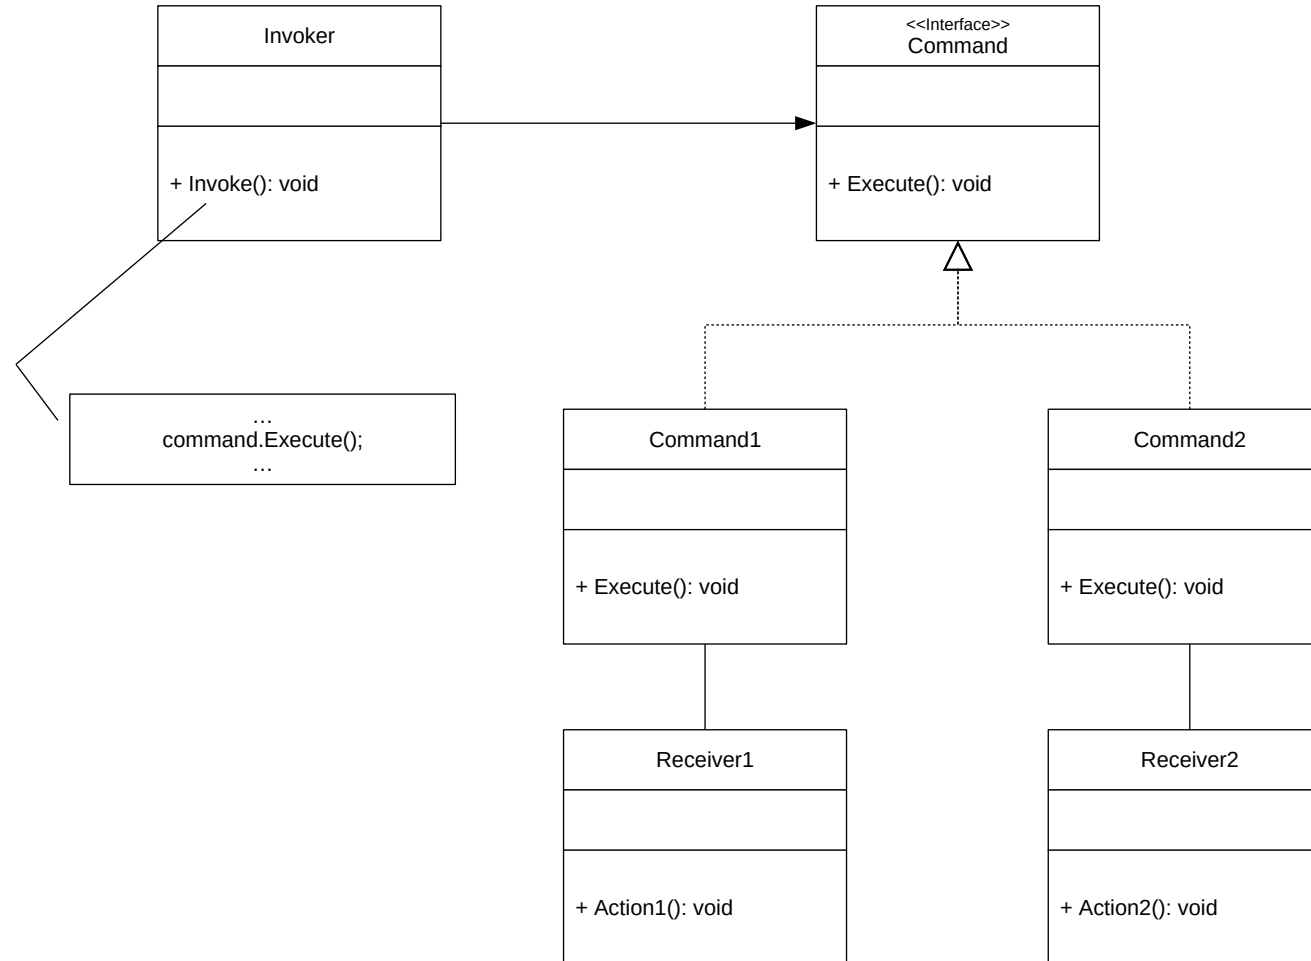 Invoker
<<Interface>>
Command
+ Invoke(): void
+ Execute(): void
…
command.Execute();
…
Command1
Command2
+ Execute(): void
+ Execute(): void
Receiver1
Receiver2
+ Action1(): void
+ Action2(): void